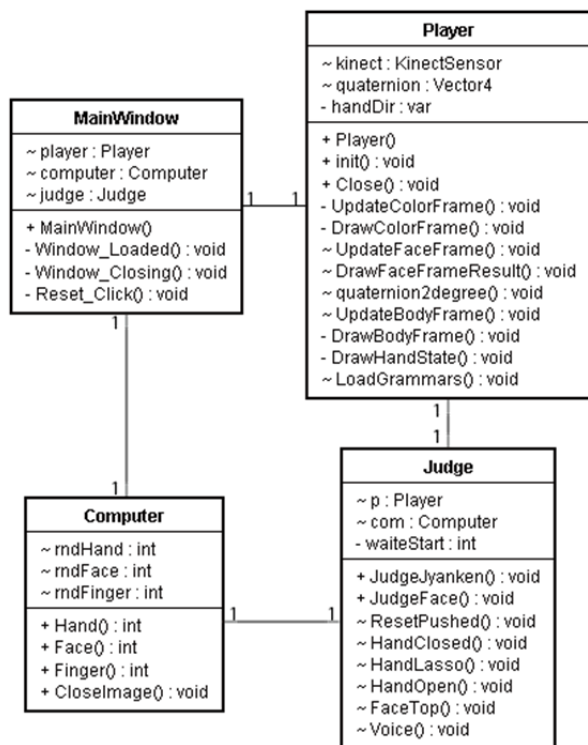 Player
~ kinect : KinectSensor
~ quaternion : Vector4
- handDir : var
+ Player()
+ init() : void
+ Close() : void
- UpdateColorFrame() : void
- DrawColorFrame() : void
~ UpdateFaceFrame() : void
~ DrawFaceFrameResult() : void
~ quaternion2degree() : void
~ UpdateBodyFrame() : void
- DrawBodyFrame() : void
- DrawHandState() : void
~ LoadGrammars() : void
MainWindow
~ player : Player
~ computer : Computer
~ judge : Judge
+ MainWindow()
- Window_Loaded() : void
- Window_Closing() : void
- Reset_Click() : void
1
1
1
1
1
1
Computer
~ rndHand : int
~ rndFace : int
~ rndFinger : int
+ Hand() : int
+ Face() : int
+ Finger() : int
+ CloseImage() : void
1
1
Judge
~ p : Player
~ com : Computer
- waiteStart : int
+ JudgeJyanken() : void
+ JudgeFace() : void
~ ResetPushed() : void
~ HandClosed() : void
~ HandLasso() : void
~ HandOpen() : void
~ FaceTop() : void
~ Voice() : void